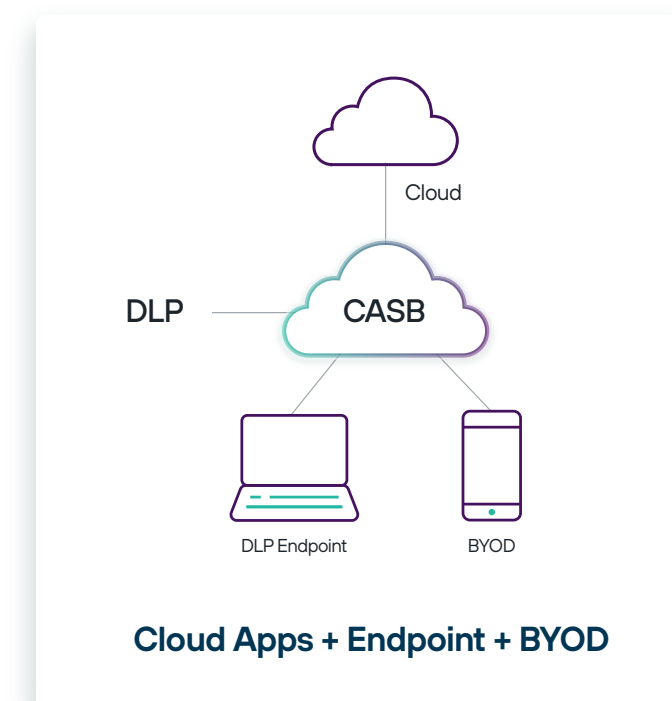 Cloud
DLP
CASB
DLP Endpoint
BYOD
Cloud Apps + Endpoint + BYOD